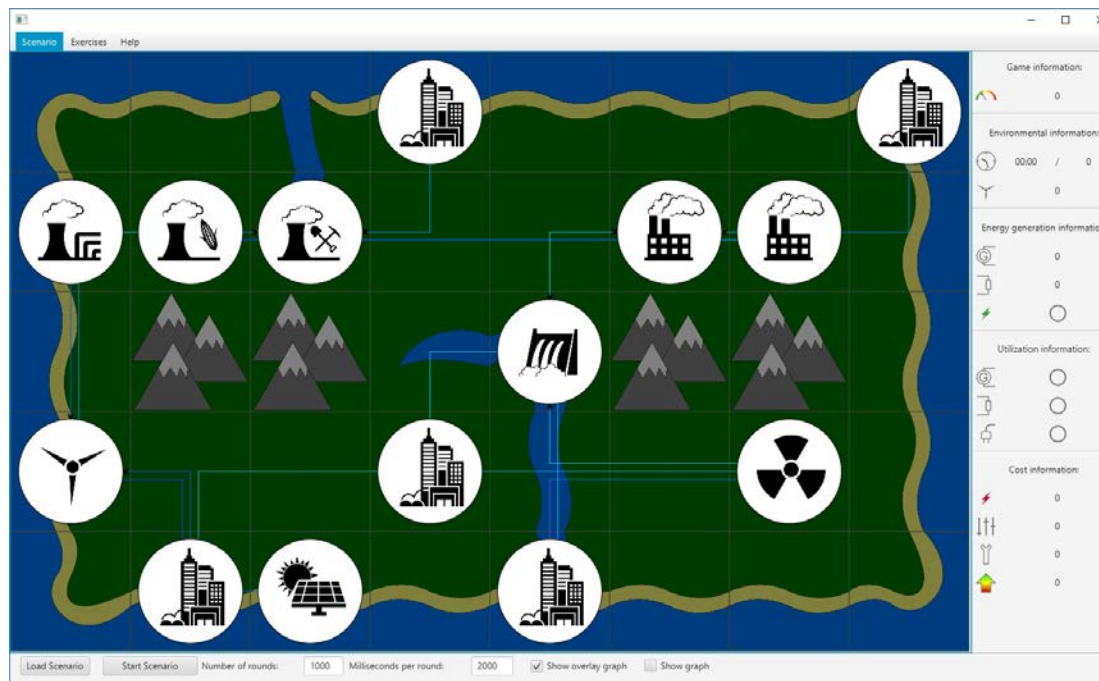 Scenario Exercises Help
Game information:
0
Environmental information:
00:00 / 0
0
Energy generation informatio
0
0
Utilization information:
Cost information:
0
0
0
0
Load Scenario Start Scenario Number of rounds: 1000 Milliseconds per round: 2000 Show overlay graph Show graph